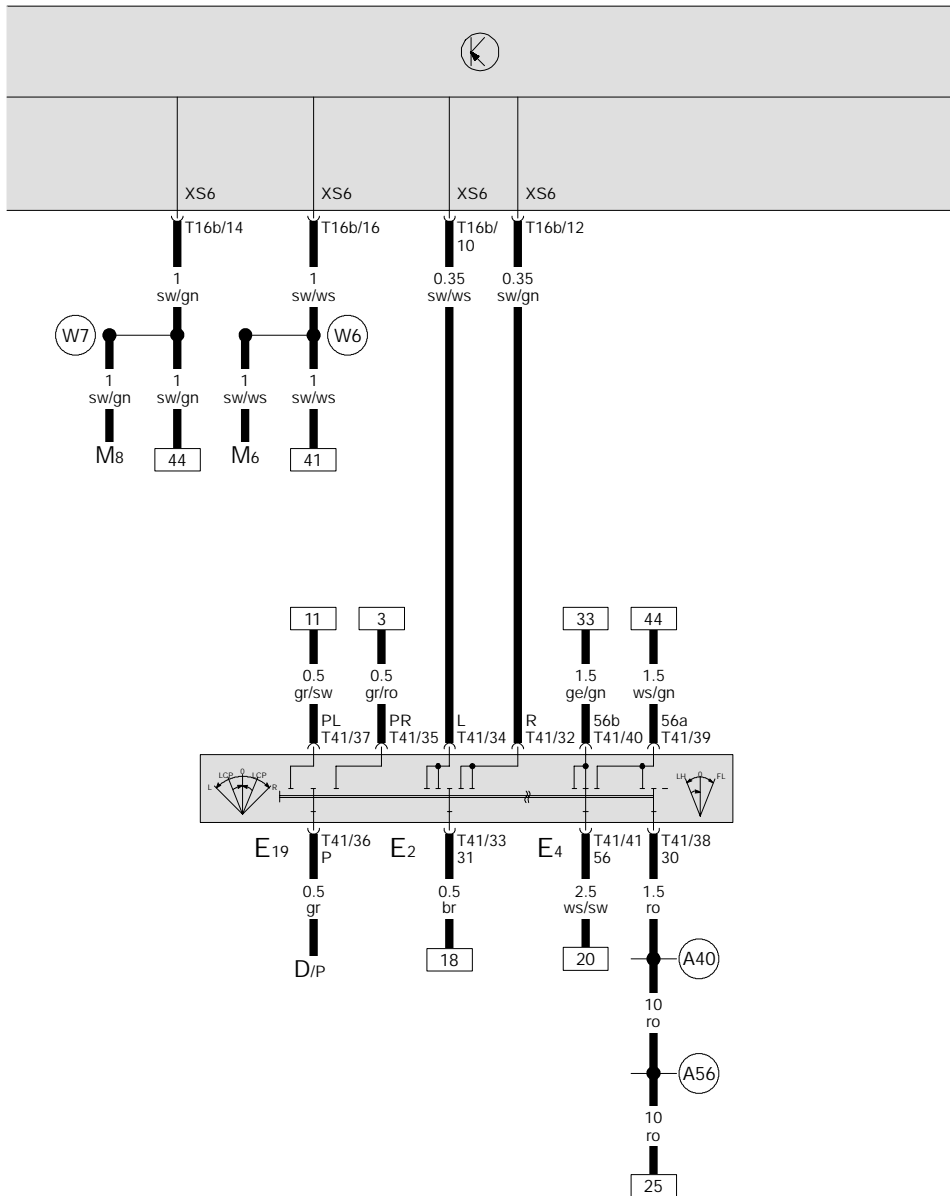 XS6 XS6 XS6 XS6
T16b/14 T16b/16 T16b/ T16b/12
10
1 1 0.35 0.35
sw/gn sw/ws sw/ws sw/gn
W7 W6
1 1 1 1
sw/gn sw/gn sw/ws sw/ws
M8 44 M6 41
11 3 33 44
0.5 0.5 1.5 1.5
gr/sw gr/ro ge/gn ws/gn
PL PR L R 56b 56a
T41/37 T41/35 T41/34 T41/32 T41/40 T41/39
L LCP 0 LCP R LH 0 FL
E19 T41/36 E2 T41/33 E4 T41/41 T41/38
P 31 56 30
0.5 0.5 2.5 1.5
gr br ws/sw ro
D/P 18 20 A40
10
ro
A56
10
ro
25